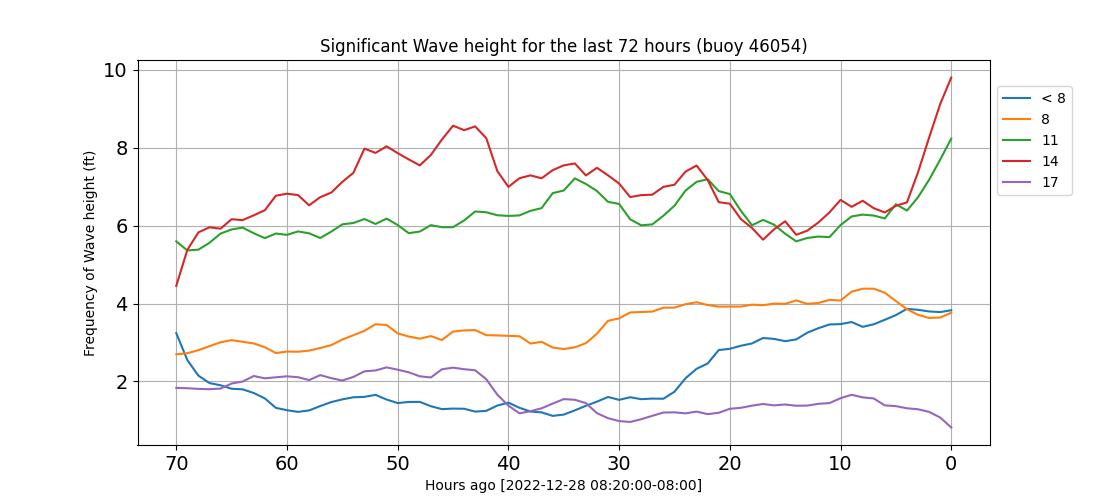 Significant Wave height for the last 72 hours (buoy 46054)
Frequency of Wave height (ft)
10
8
6
4
2
70 60 50 40 30 20 10 0
Hours ago [2022-12-28 08:20:00-08:00]
< 8
8
11
14
17